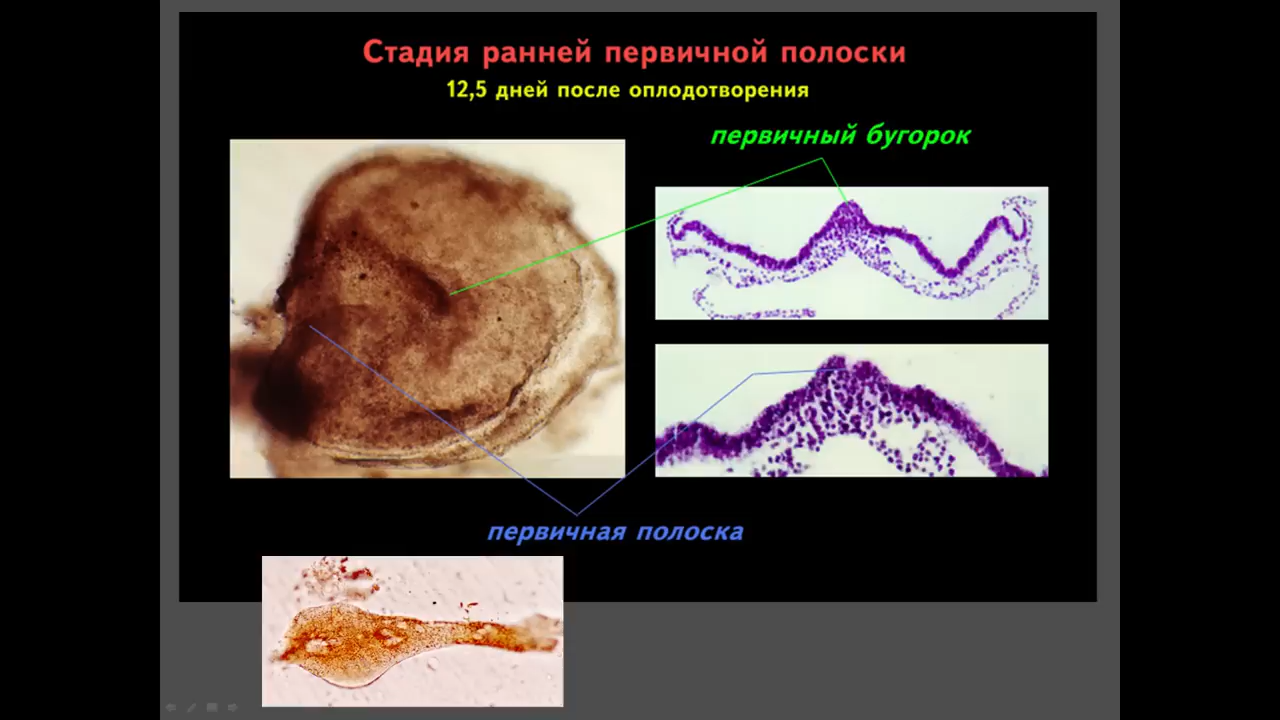 Стадия ранней первичной полоски
12,5 дней после оплодотворения
первичный бугорок
первичная полоска